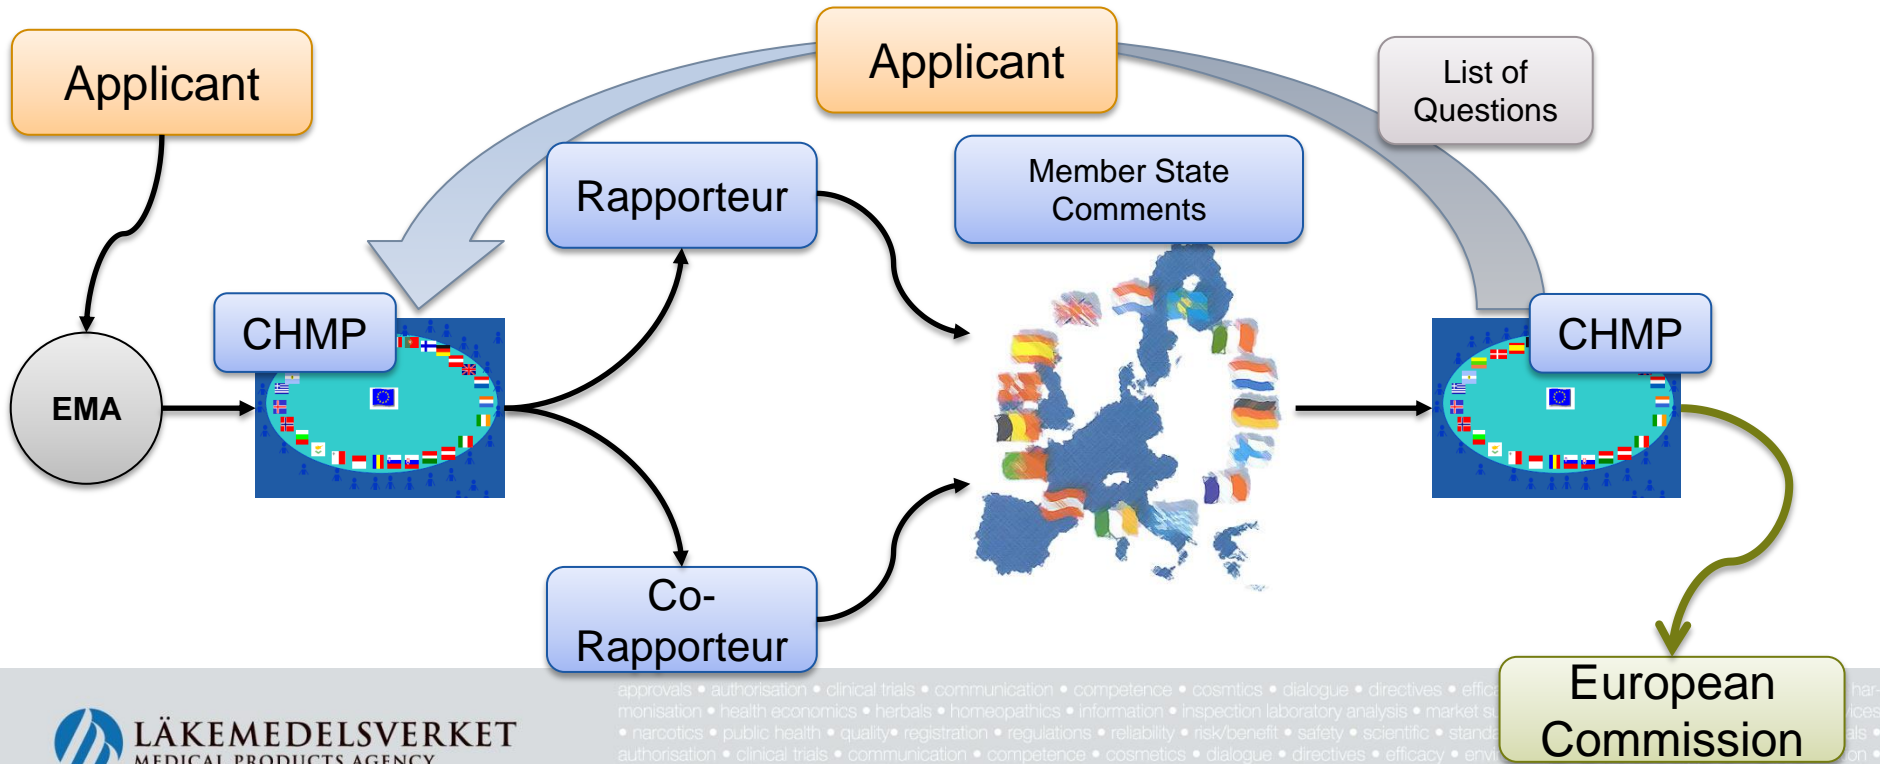 Applicant
Applicant
List of
Questions
Rapporteur
Member State
Comments
CHMP
CHMP
EMA
Co-
Rapporteur
European
Commission
LÄKEMEDELSVERKET
MEDICAL PRODUCTS AGENCY
approvals • authorisation • clinical trials • communication • competence • cosmtics • dialogue • directives •
monisation • health economics • herbals • homeopathics • information • inspection laboratory analysis • market
• narcotics • public health • quality• registration • regulations • reliability • risk/benefit • safety • scientific •
authorisation • clinical trials • communication • competence • cosmetics • dialogue • directives • efficacy •